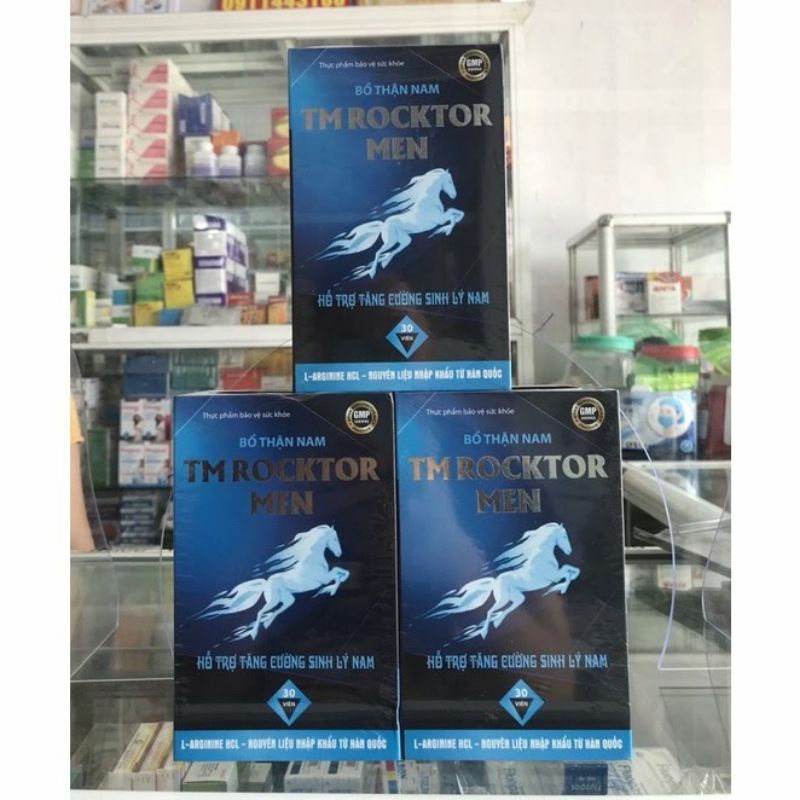 0911443100
Thực phẩm bảo vệ sức khỏe
GMP
BỔ THẬN NAM
TM ROCKTOR
MEN
HỖ TRỢ TĂNG CƯỜNG SINH LÝ NAM
30
VIÊN
L-ARGININE HCL - NGUYÊN LIỆU NHẬP KHẨU TỪ HÀN QUỐC
Thực phẩm bảo vệ sức khỏe
GMP
BỔ THẬN NAM
TM ROCKTOR
MEN
HỖ TRỢ TĂNG CƯỜNG SINH LÝ NAM
30
VIÊN
L-ARGININE HCL - NGUYÊN LIỆU NHẬP KHẨU TỪ HÀN QUỐC
Thực phẩm bảo vệ sức khỏe
GMP
BỔ THẬN NAM
TM ROCKTOR
MEN
HỖ TRỢ TĂNG CƯỜNG SINH LÝ NAM
30
VIÊN
L-ARGININE HCL - NGUYÊN LIỆU NHẬP KHẨU TỪ HÀN QUỐC